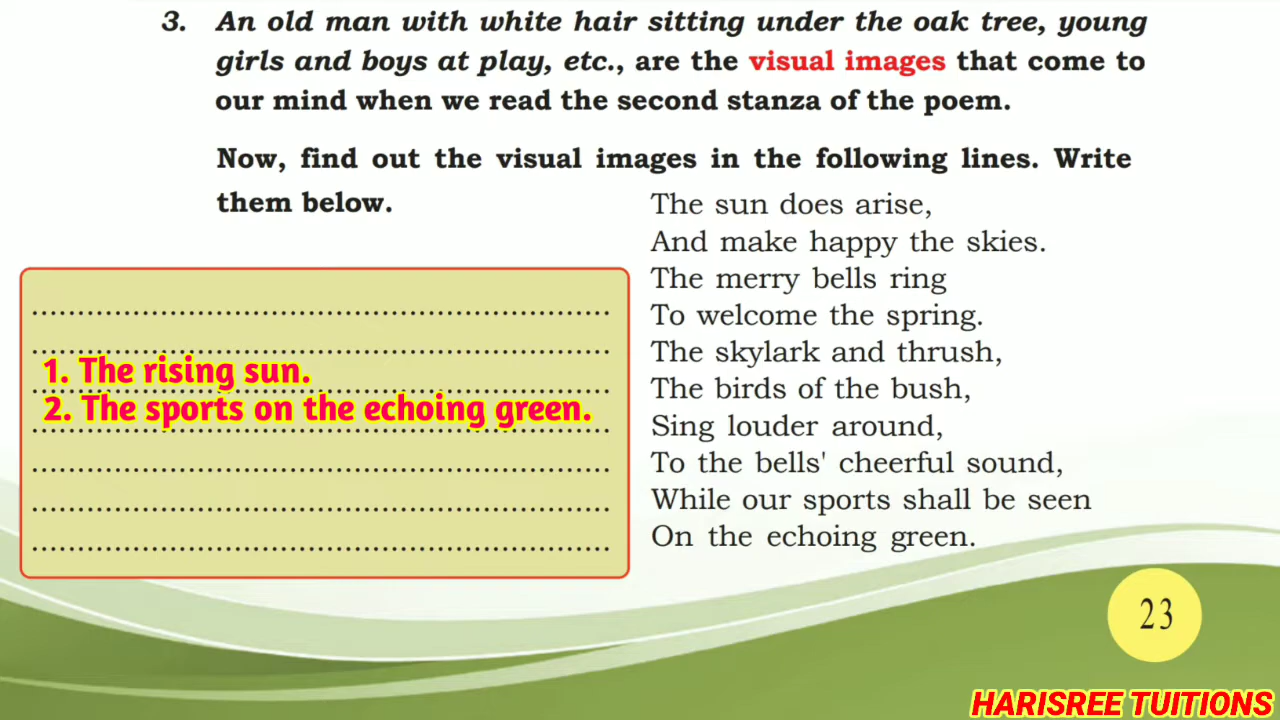 3. An old man with white hair sitting under the oak tree, young
girls and boys at play, etc., are the visual images that come to
our mind when we read the second stanza of the poem.
Now, find out the visual images in the following lines. Write
them below.
The sun does arise,
And make happy the skies.
The merry bells ring
To welcome the spring.
The skylark and thrush,
The birds of the bush,
Sing louder around,
To the bells' cheerful sound,
While our sports shall be seen
On the echoing green.
1. The rising sun.
2. The sports on the echoing green.
23
HARISREE TUITIONS